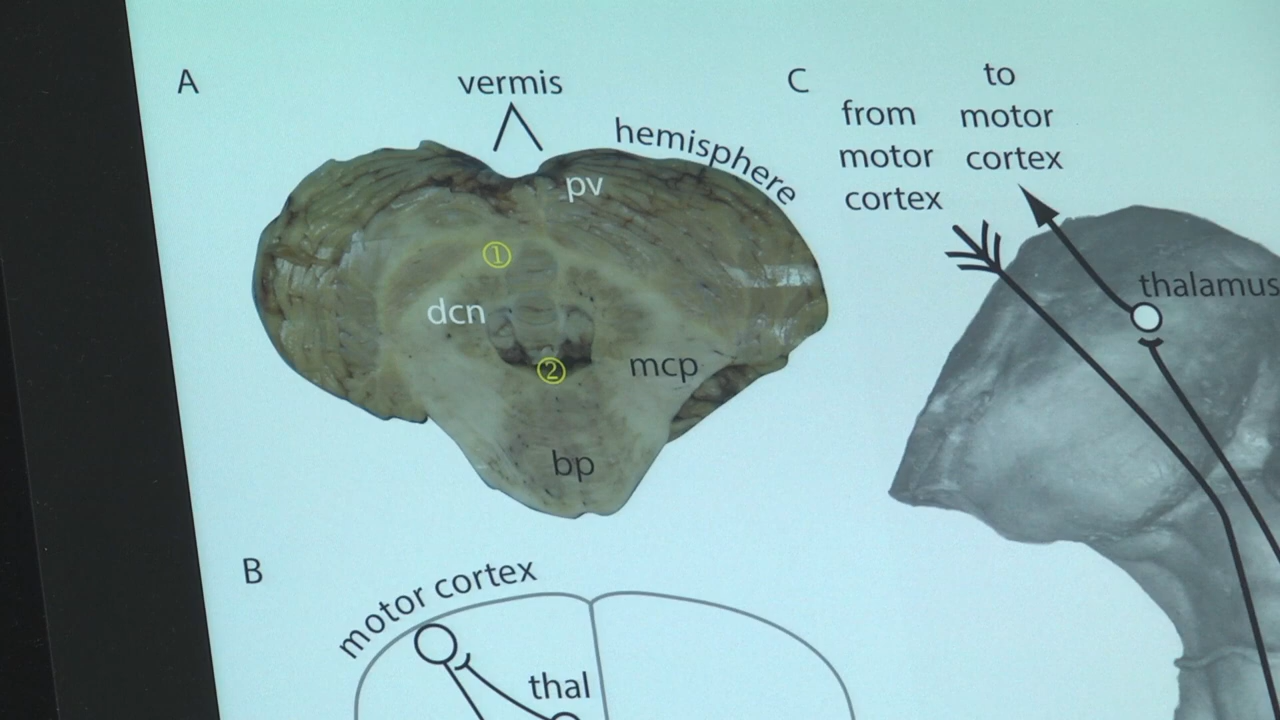 A
vermis
hemisphere
pv
①
dcn
②
mcp
bp
B
motor cortex
thal
C
from
motor
cortex
to
motor
cortex
thalamus